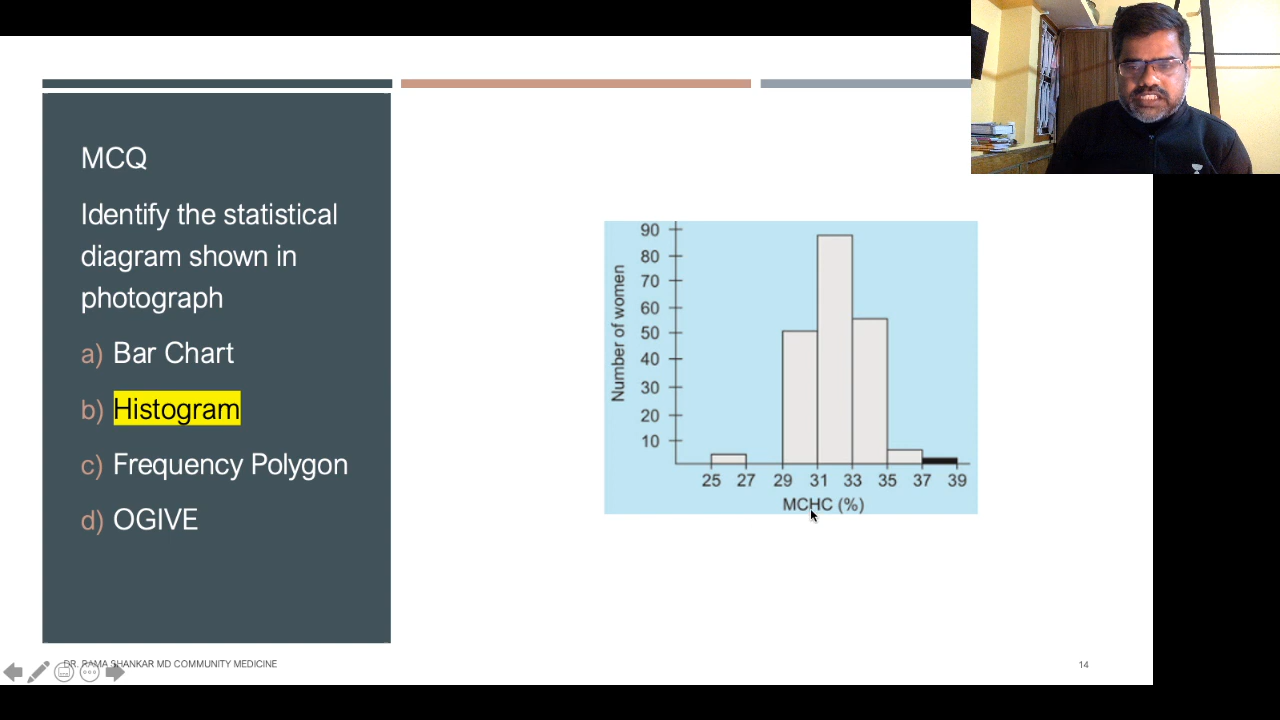 MCQ
Identify the statistical
diagram shown in
photograph
a) Bar Chart
b) Histogram
c) Frequency Polygon
d) OGIVE
Number of women
90
80
70
60
50
40
30
20
10
25 27 29 31 33 35 37 39
MCHC (%)
DR. RAMA SHANKAR MD COMMUNITY MEDICINE
14